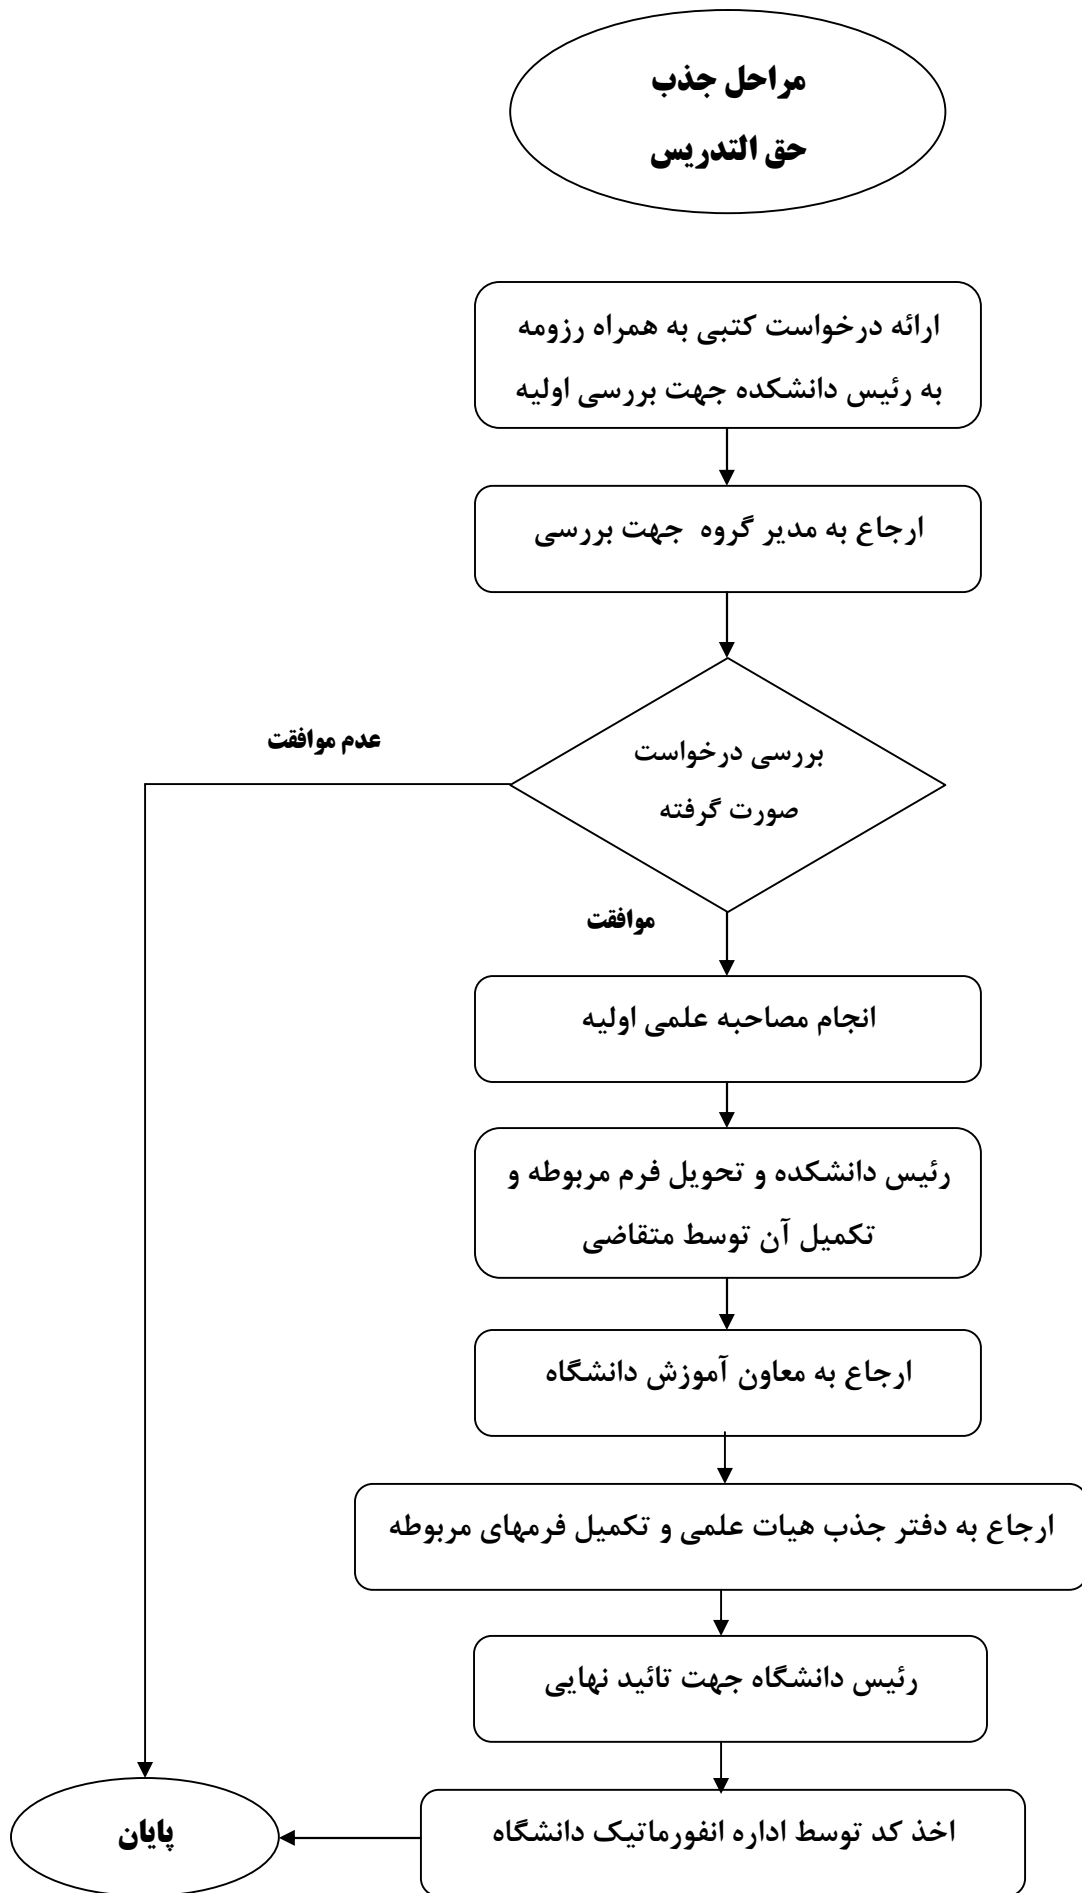 مراحل جذب
حق التدریس
ارائه درخواست کتبی به همراه رزومه
به رئیس دانشکده جهت بررسی اولیه
ارجاع به مدیر گروه جهت بررسی
بررسی درخواست
صورت گرفته
عدم موافقت
موافقت
انجام مصاحبه علمی اولیه
رئیس دانشکده و تحویل فرم مربوطه و
تکمیل آن توسط متقاضی
ارجاع به معاون آموزش دانشگاه
ارجاع به دفتر جذب هیات علمی و تکمیل فرمهای مربوطه
رئیس دانشگاه جهت تائید نهایی
اخذ کد توسط اداره انفورماتیک دانشگاه
پایان